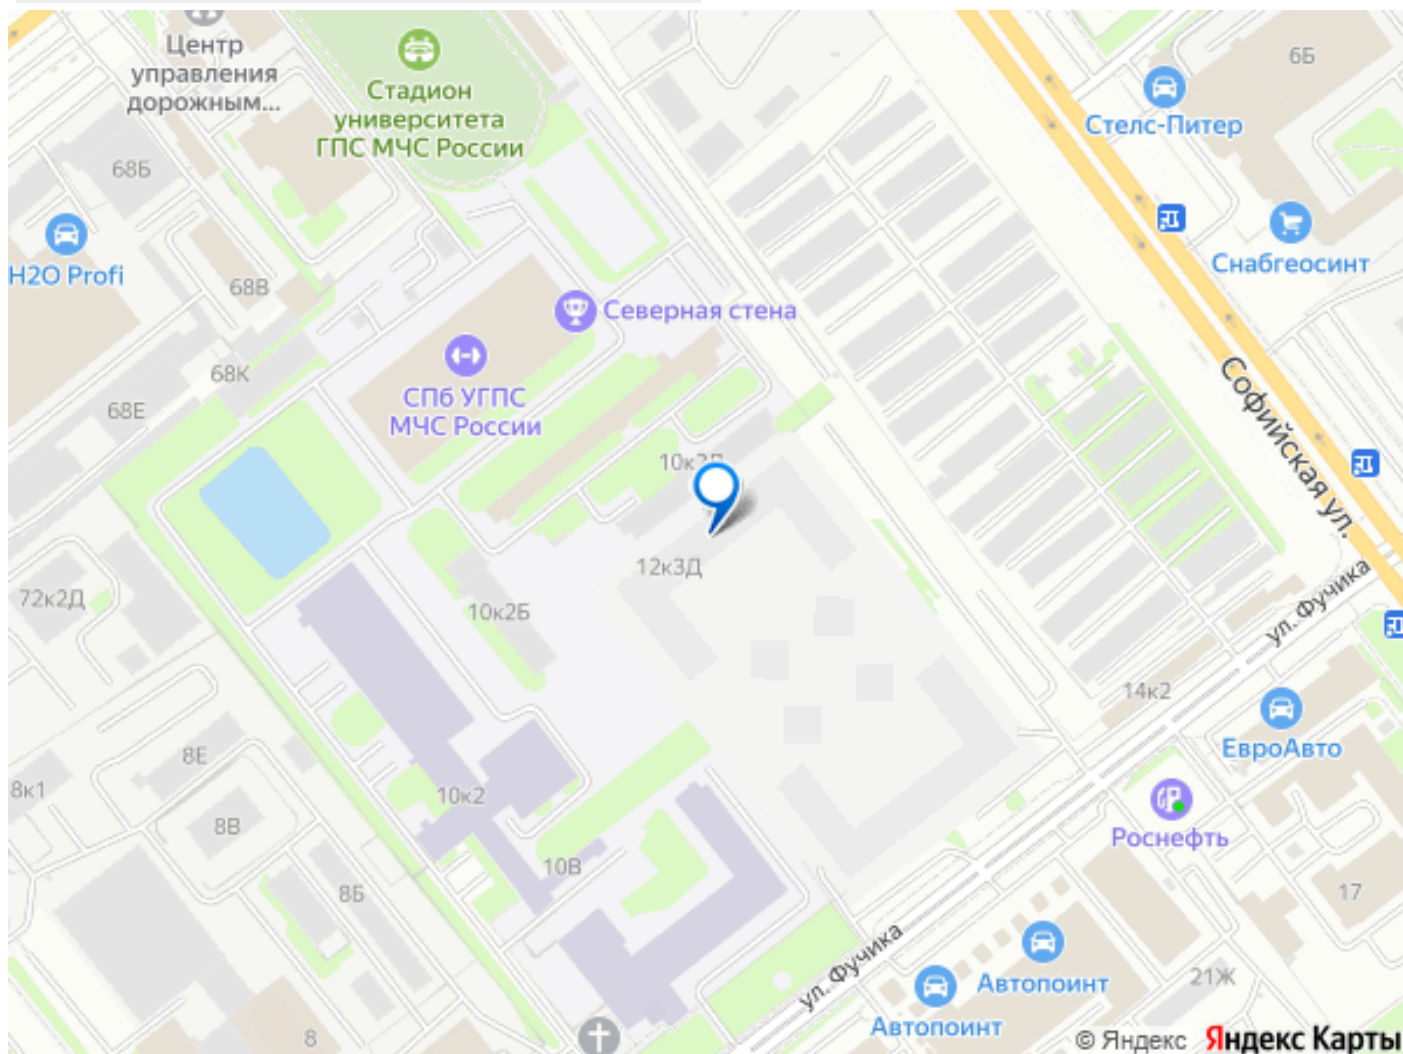 Центр
управления
дорожным...
Стадион
университета
ГПС МЧС России
6Б
Стелс-Питер
68Б
H2O Profi
68В
Снабгеосинт
Северная стена
СПб УГПС
МЧС России
68К
68Е
Софийская ул.
12к3Д
72к2Д
10к2Б
ул. Фучика
14к2
ЕвроАвто
8Е
8к1
10к2
8В
Роснефть
10В
8Б
17
ул. Фучика
Автопоинт
21Ж
Автопоинт
8
© Яндекс Яндекс Карты